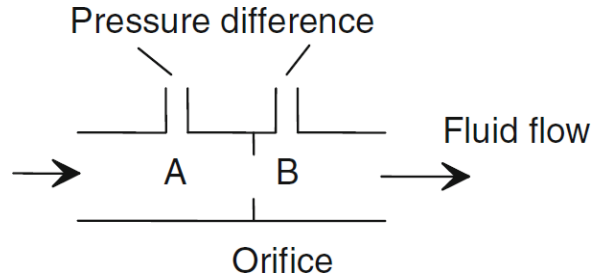 Pressure difference
Fluid flow
A
B
Orifice